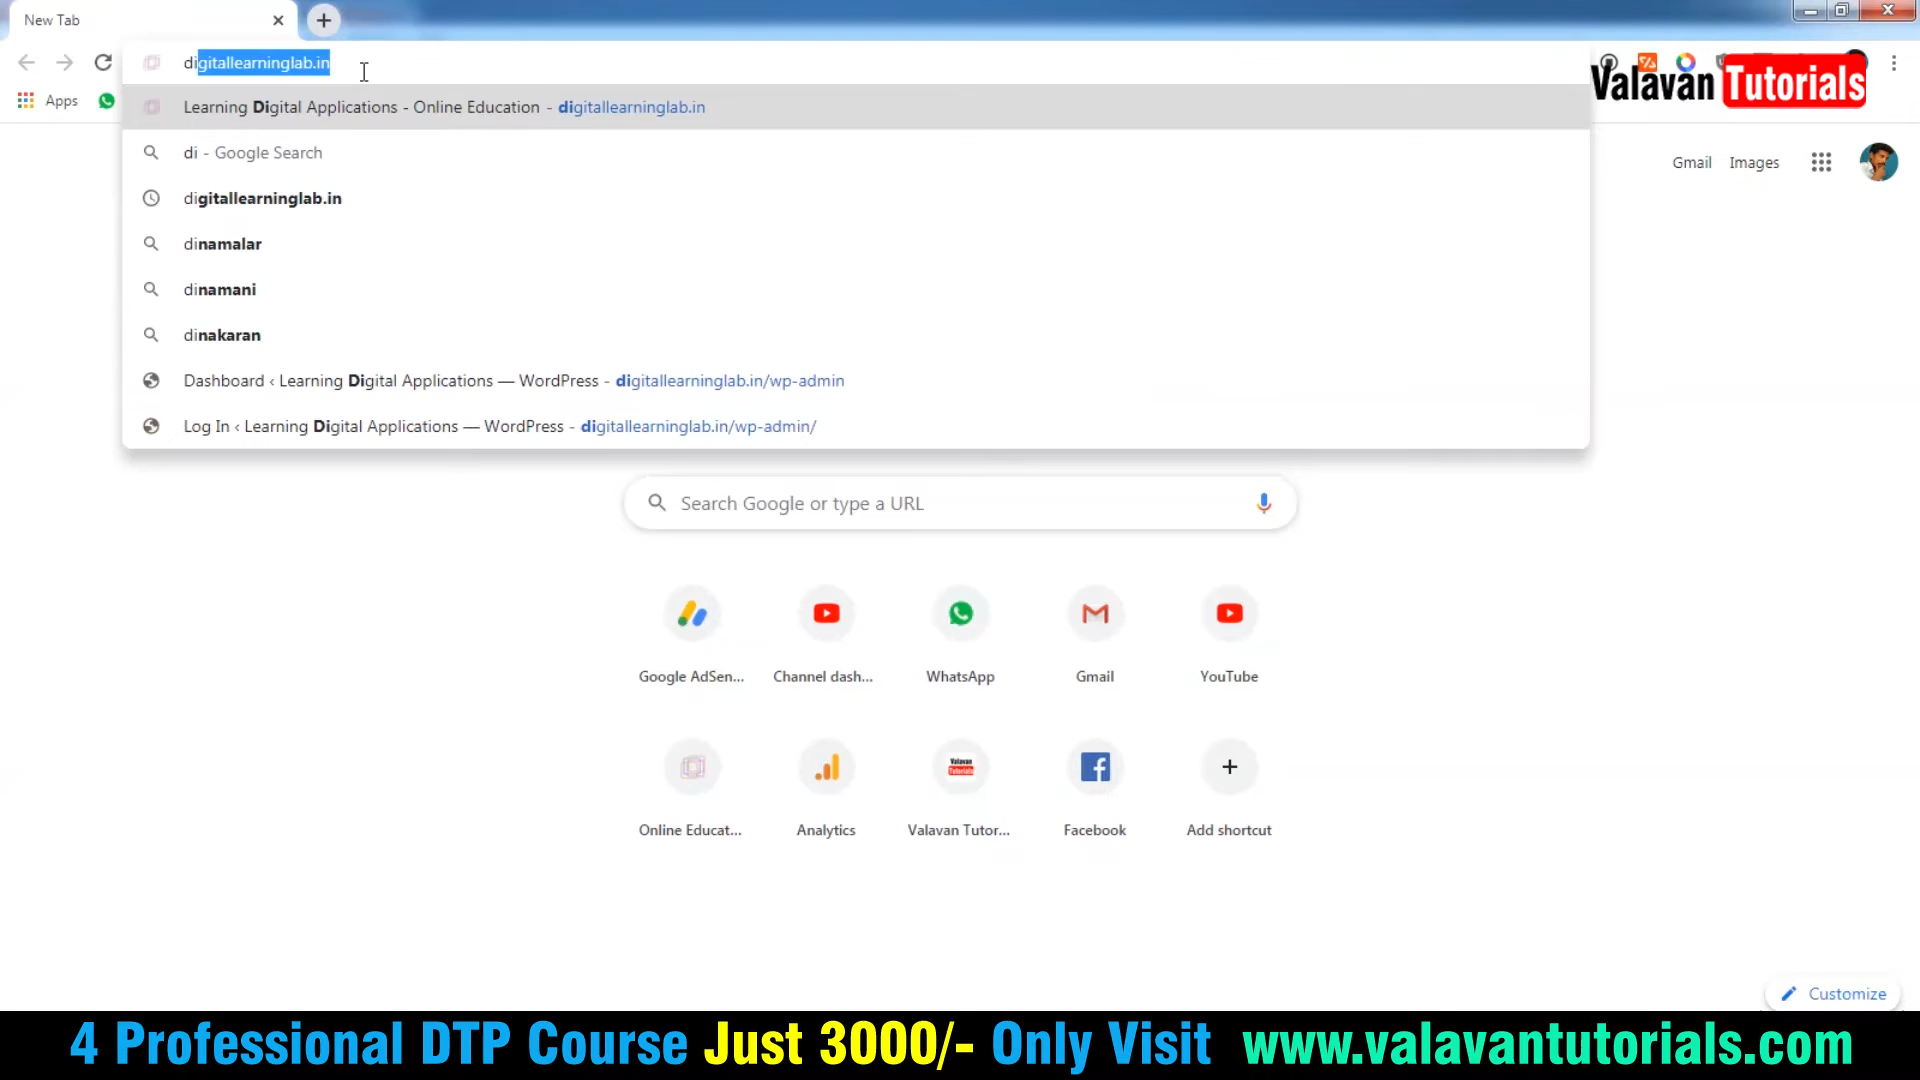 New Tab
digitallearninglab.in
Valavan Tutorials
Apps
Learning Digital Applications - Online Education - digitallearninglab.in
di - Google Search
Gmail Images
digitallearninglab.in
dinamalar
dinamani
dinakaran
Dashboard ‹ Learning Digital Applications — WordPress - digitallearninglab.in/wp-admin
Log In ‹ Learning Digital Applications — WordPress - digitallearninglab.in/wp-admin/
Search Google or type a URL
Google AdSen... Channel dash... WhatsApp Gmail YouTube
Valavan
Tutorials
Online Educat... Analytics Valavan Tutor... Facebook Add shortcut
Customize
4 Professional DTP Course Just 3000/- Only Visit www.valavantutorials.com